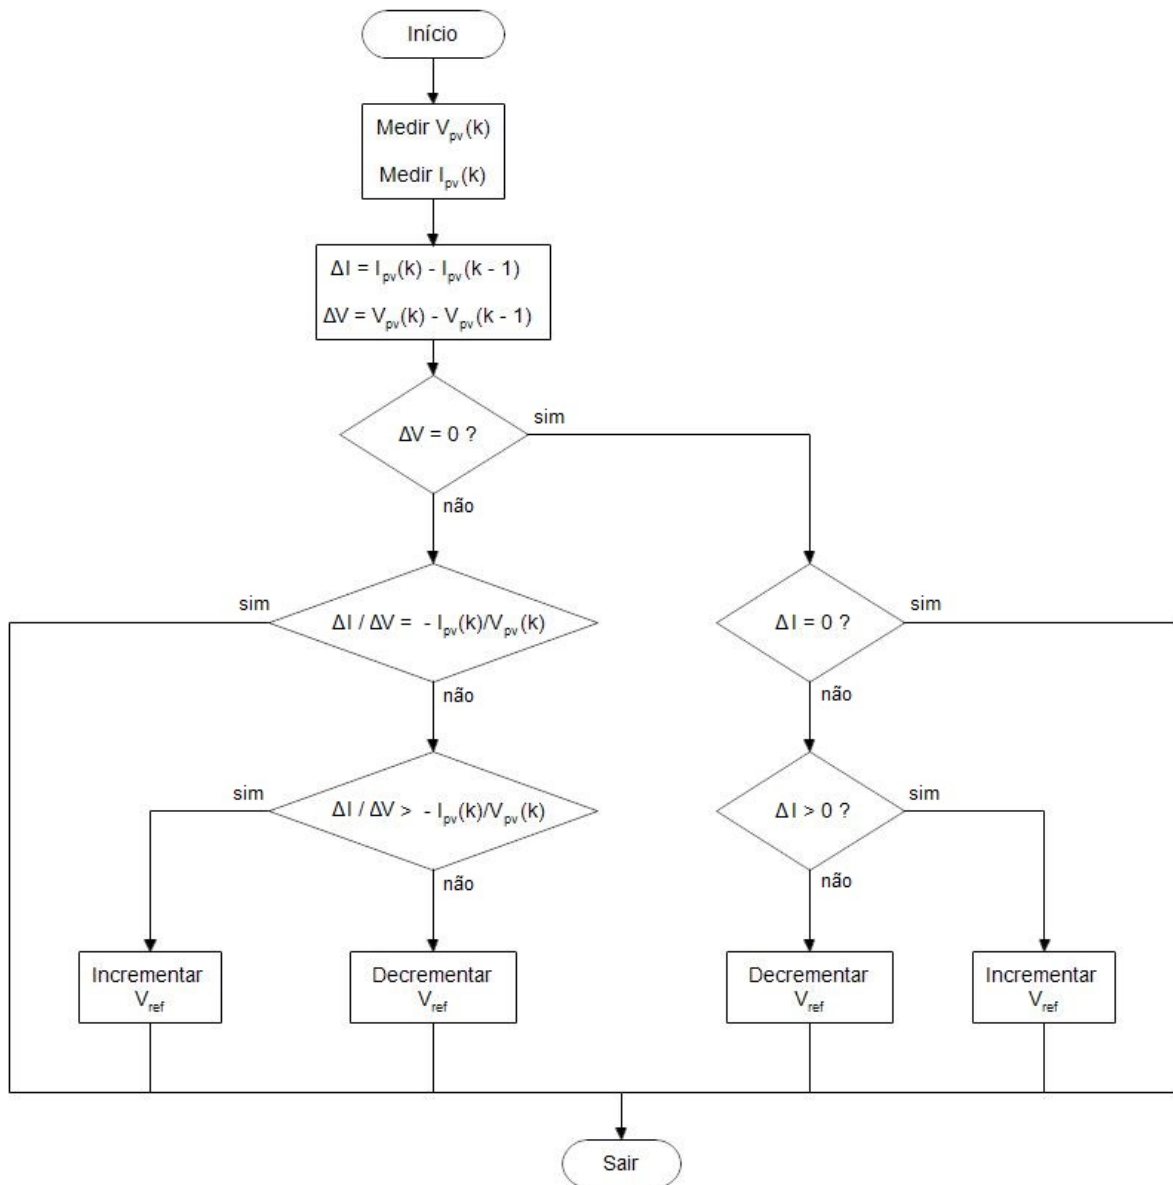 Início
Medir Vpv(k)
Medir Ipv(k)
ΔI = Ipv(k) - Ipv(k - 1)
ΔV = Vpv(k) - Vpv(k - 1)
ΔV = 0 ?
sim
não
sim
ΔI / ΔV = - Ipv(k)/Vpv(k)
não
ΔI = 0 ?
sim
não
sim
ΔI / ΔV > - Ipv(k)/Vpv(k)
não
ΔI > 0 ?
sim
não
Incrementar
Vref
Decrementar
Vref
Decrementar
Vref
Incrementar
Vref
Sair